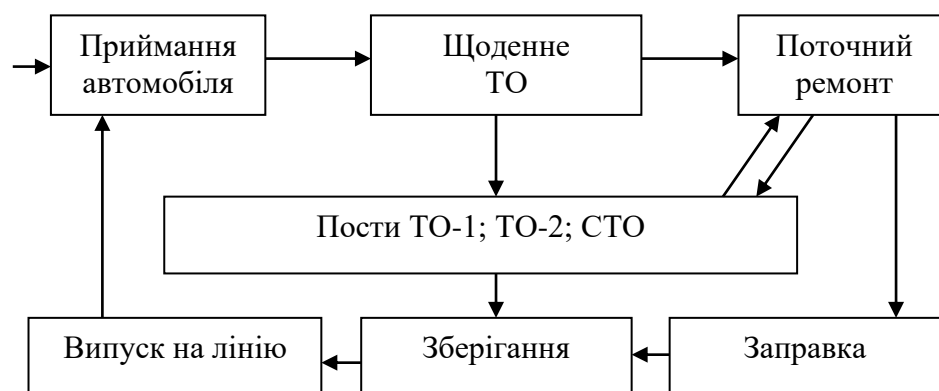 Приймання
автомобіля
Щоденне
ТО
Поточний
ремонт
Пости ТО-1; ТО-2; СТО
Випуск на лінію
Зберігання
Заправка